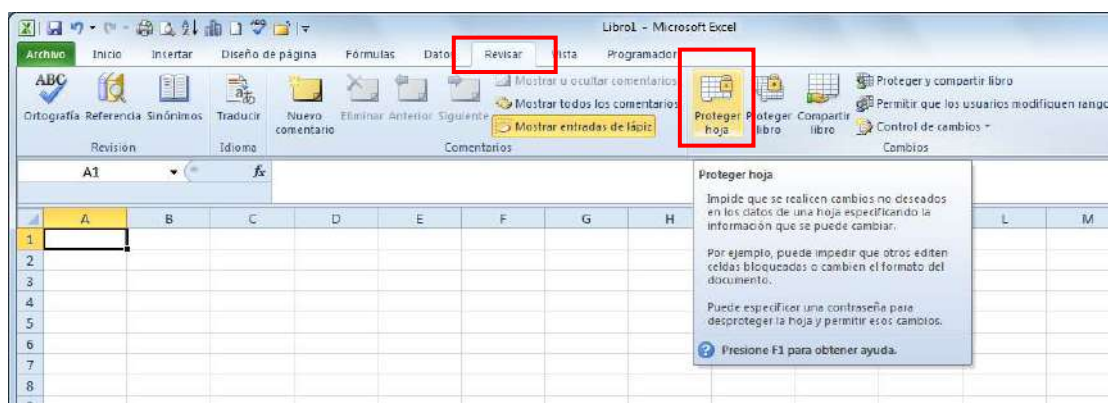 Libro1 - Microsoft Excel
Archivo Inicio Insertar Diseño de página Fórmulas Datos Revisar Vista Programador
ABC
Ortografía Referencia Sinónimos
Traducir
Nuevo comentario
Eliminar Anterior Siguiente
Mostrar u ocultar comentarios
Mostrar todos los comentarios
Mostrar entradas de lápiz
Proteger hoja
Proteger libro
Compartir libro
Proteger y compartir libro
Permitir que los usuarios modifiquen rango
Control de cambios
Revisión Idioma Comentarios Cambios
A1 fx
A B C D E F G H L M
1
2
3
4
5
6
7
8
Proteger hoja
Impide que se realicen cambios no deseados
en los datos de una hoja especificando la
información que se puede cambiar.
Por ejemplo, puede impedir que otros editen
celdas bloqueadas o cambien el formato del
documento.
Puede especificar una contraseña para
desproteger la hoja y permitir esos cambios.
Presione F1 para obtener ayuda.